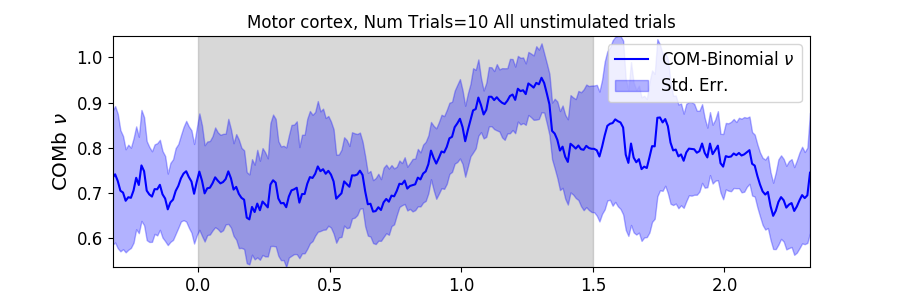 Motor cortex, Num Trials=10 All unstimulated trials
COM-Binomial ν
Std. Err.
COMb ν
1.0
0.9
0.8
0.7
0.6
0.0 0.5 1.0 1.5 2.0